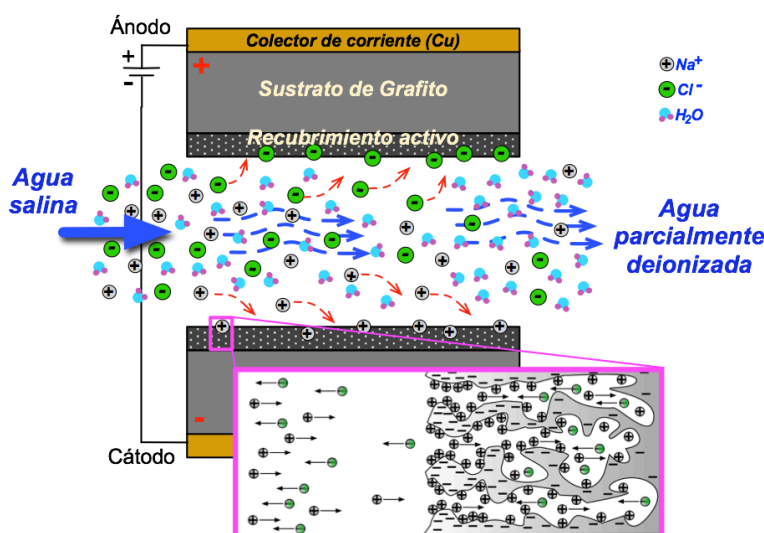 Ánodo
Colector de corriente (Cu)
+
-
+
Sustrato de Grafito
Recubrimiento activo
Na+
Cl-
H2O
Agua
salina
Agua
parcialmente
deionizada
-
Cátodo